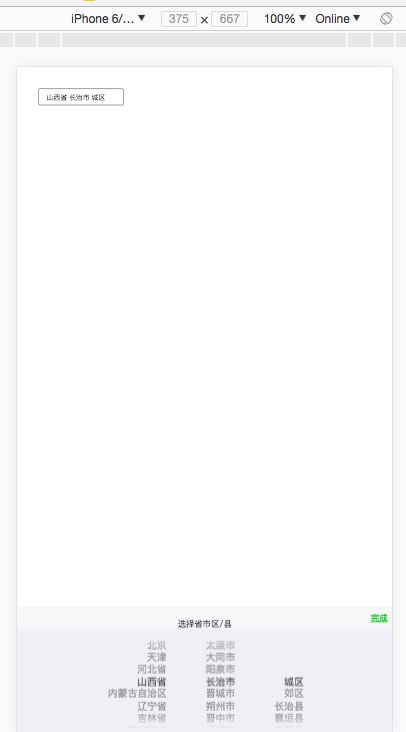 iPhone 6/... ▼ 375 × 667 100% ▼ Online ▼
山西省 长治市 城区
选择省市区/县 完成
北京 太原市
天津 大同市
河北省 阳泉市
山西省 长治市 城区
内蒙古自治区 晋城市 郊区
辽宁省 朔州市 长治县
吉林省 晋中市 襄垣县